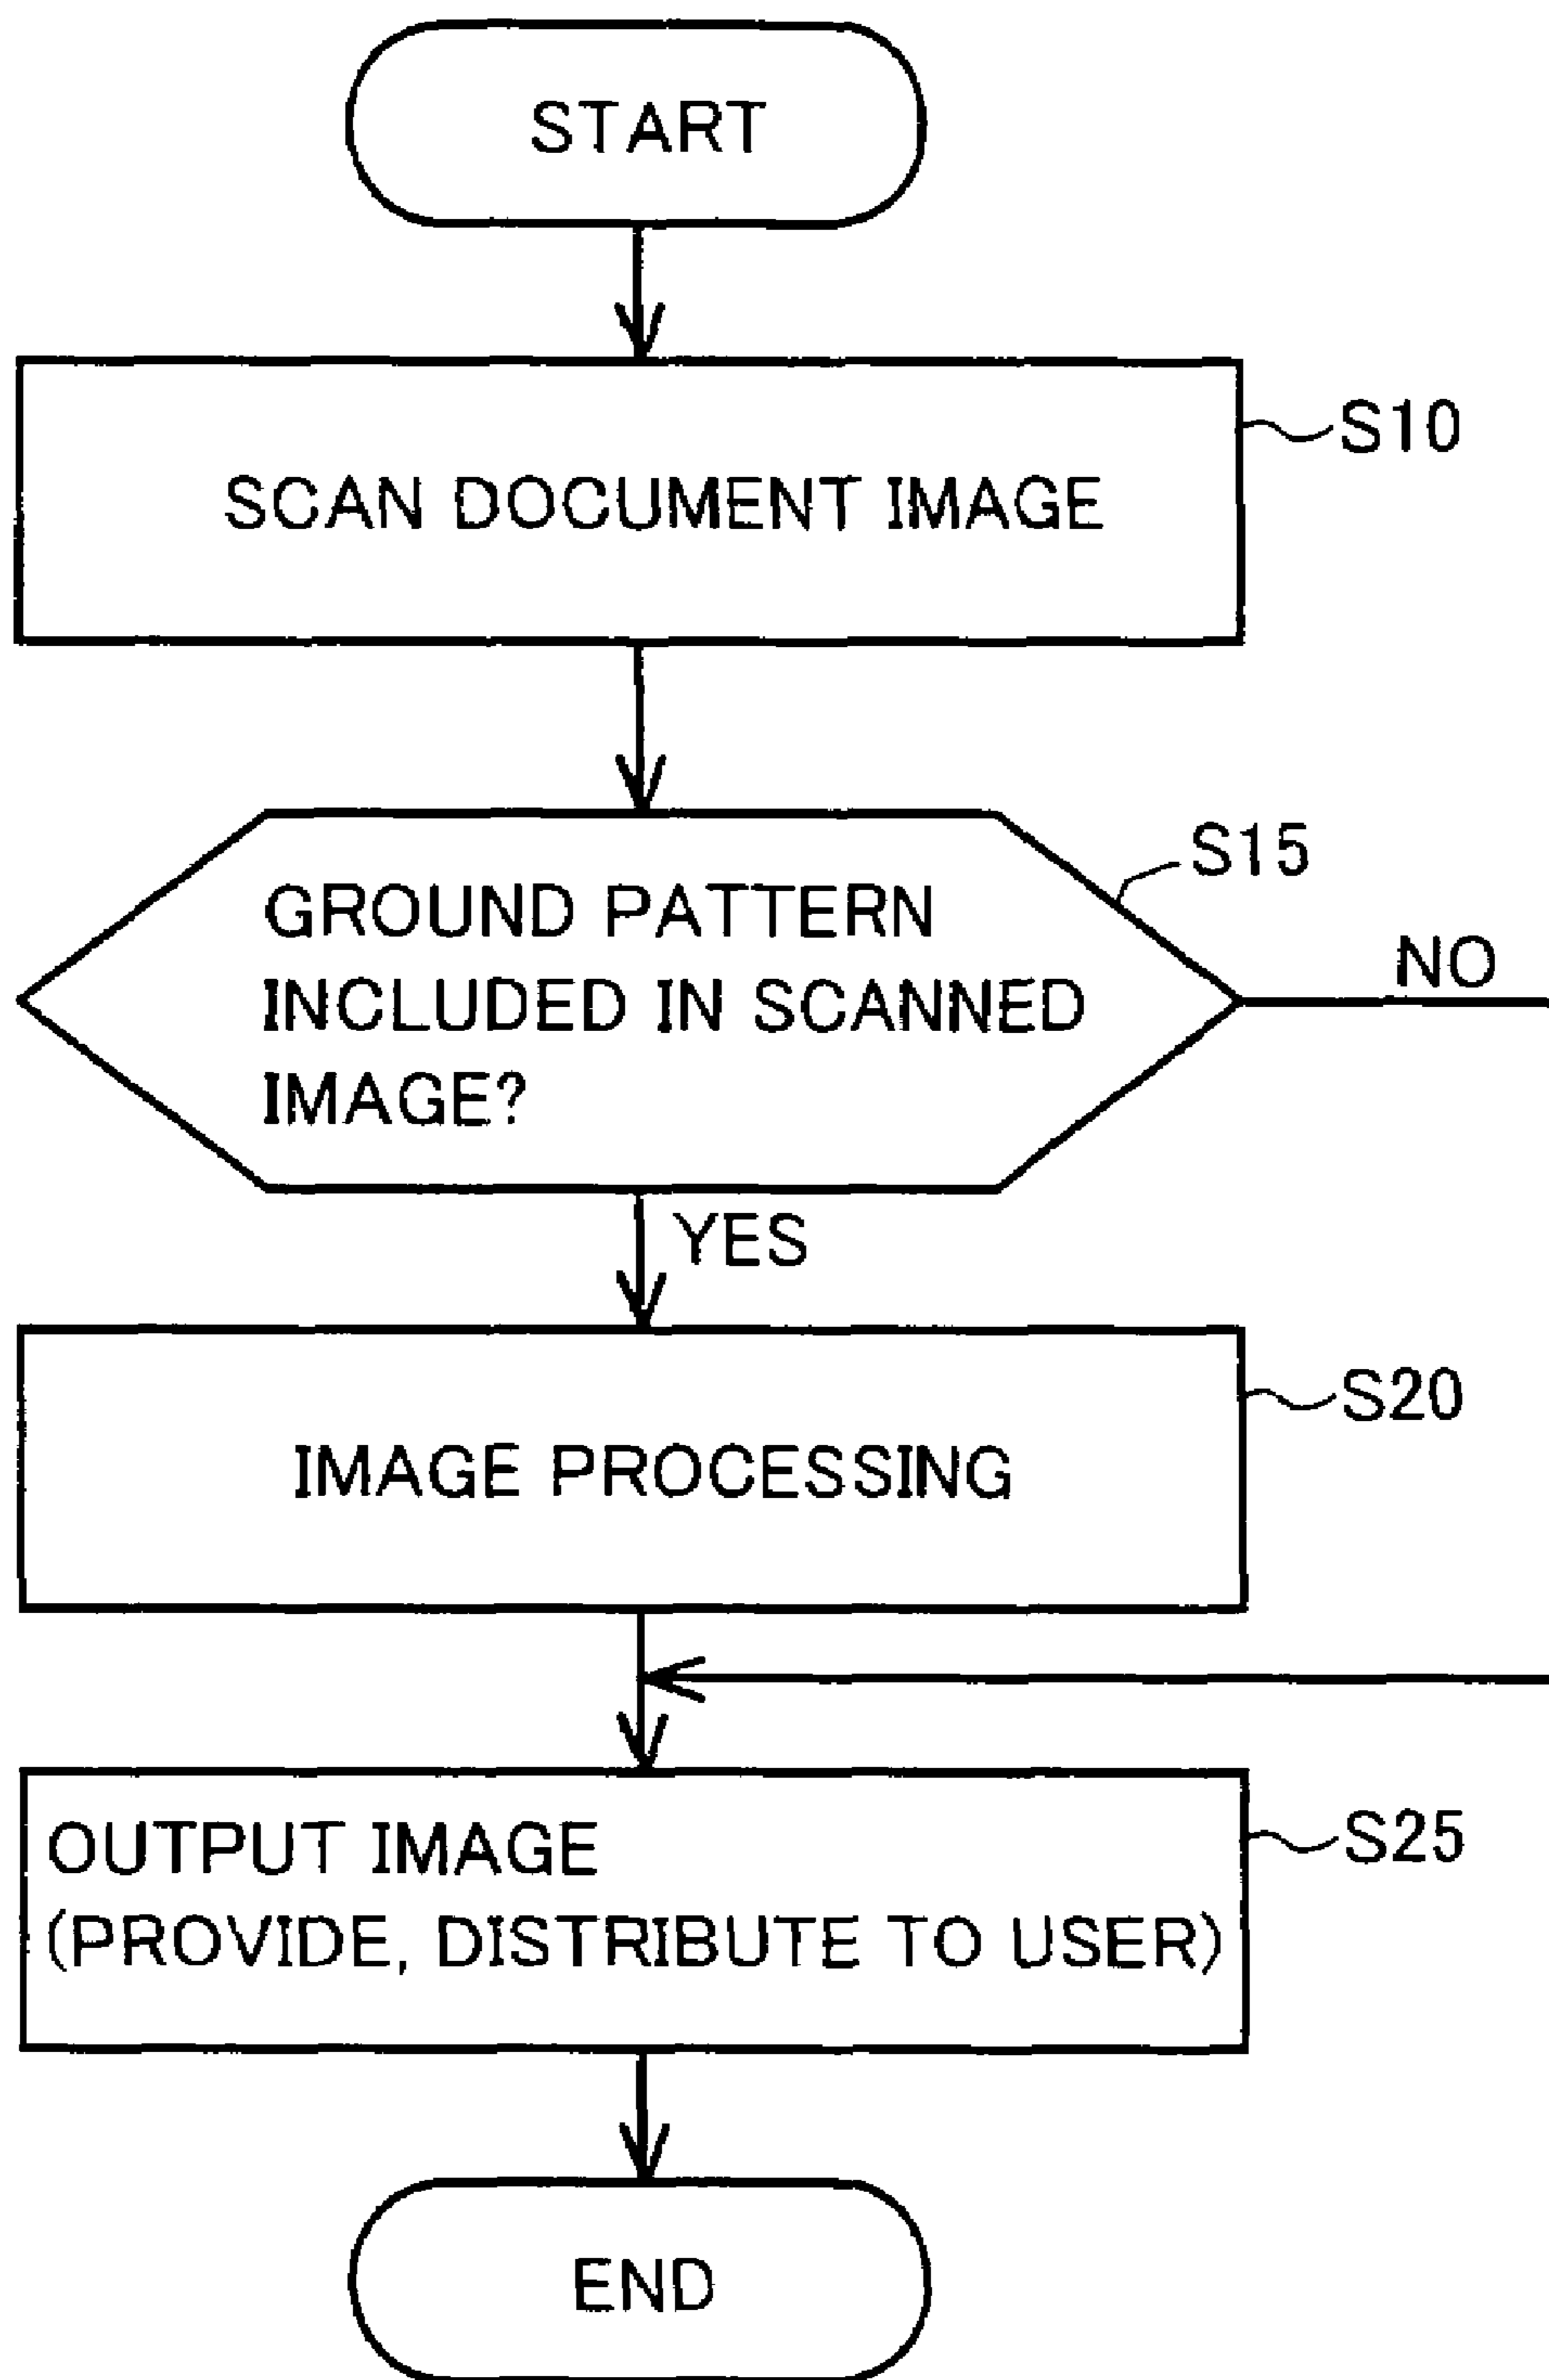 START
SCAN DOCUMENT IMAGE
S10
GROUND PATTERN
INCLUDED IN SCANNED
IMAGE?
S15
NO
YES
IMAGE PROCESSING
S20
OUTPUT IMAGE
(PROVIDE, DISTRIBUTE TO USER)
S25
END